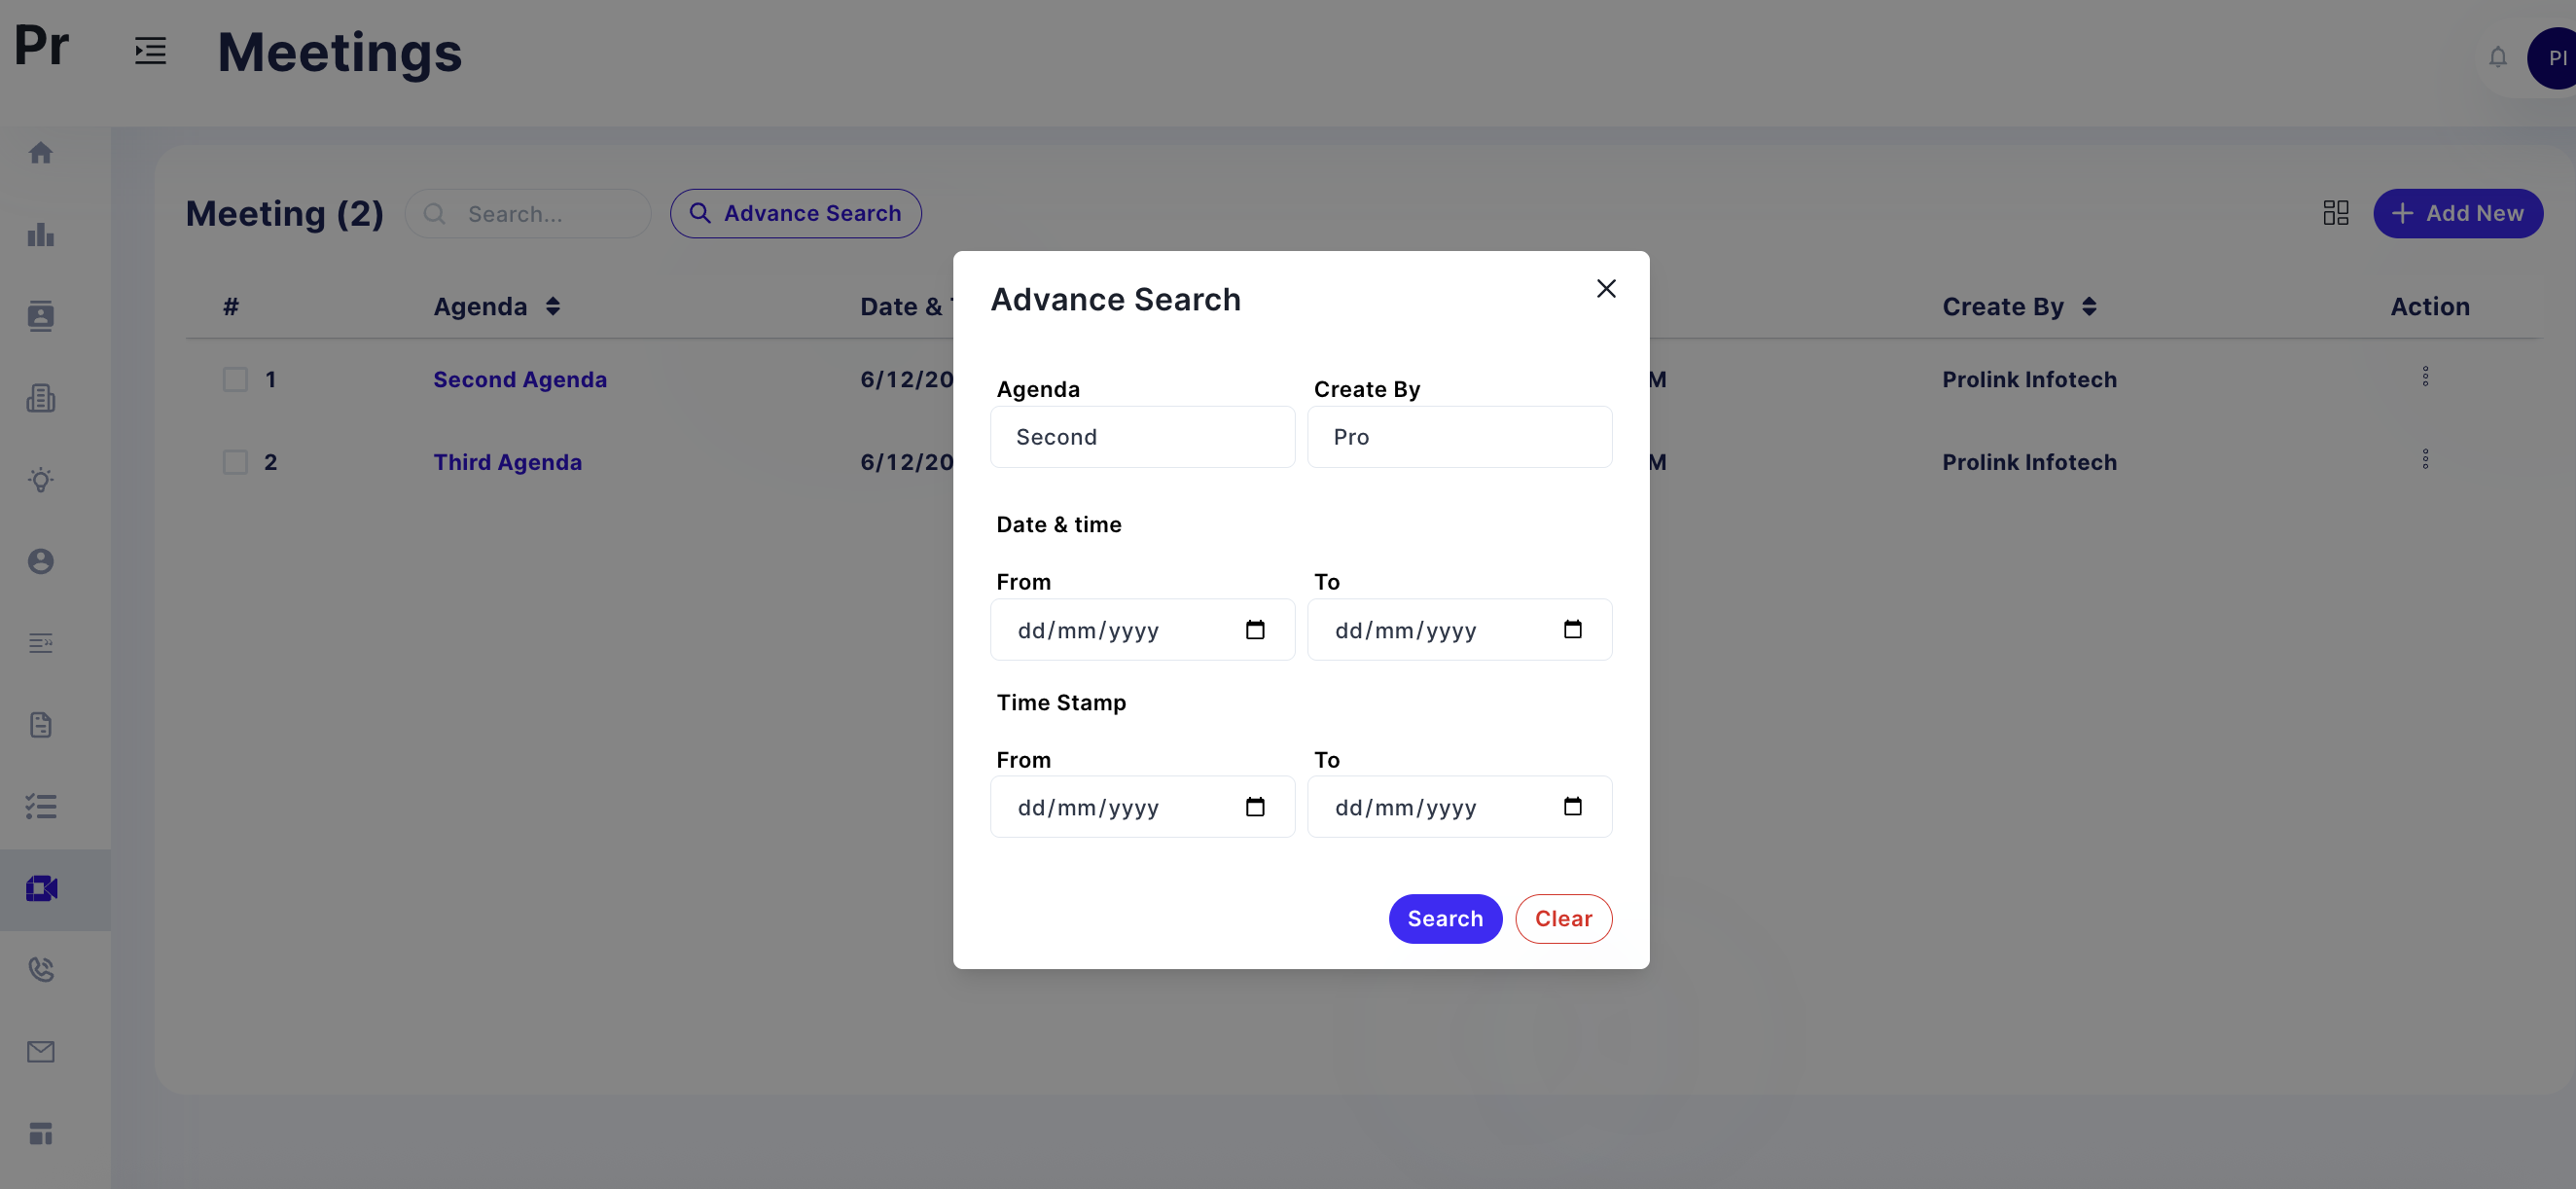 Pr
Meetings
PI
Meeting (2)
Search...
Advance Search
Add New
#
Agenda
Date &
Create By
Action
1
Second Agenda
6/12/20
M
Prolink Infotech
2
Third Agenda
6/12/20
M
Prolink Infotech
Advance Search
Agenda
Create By
Second
Pro
Date & time
From
To
dd/mm/yyyy
dd/mm/yyyy
Time Stamp
From
To
dd/mm/yyyy
dd/mm/yyyy
Search
Clear